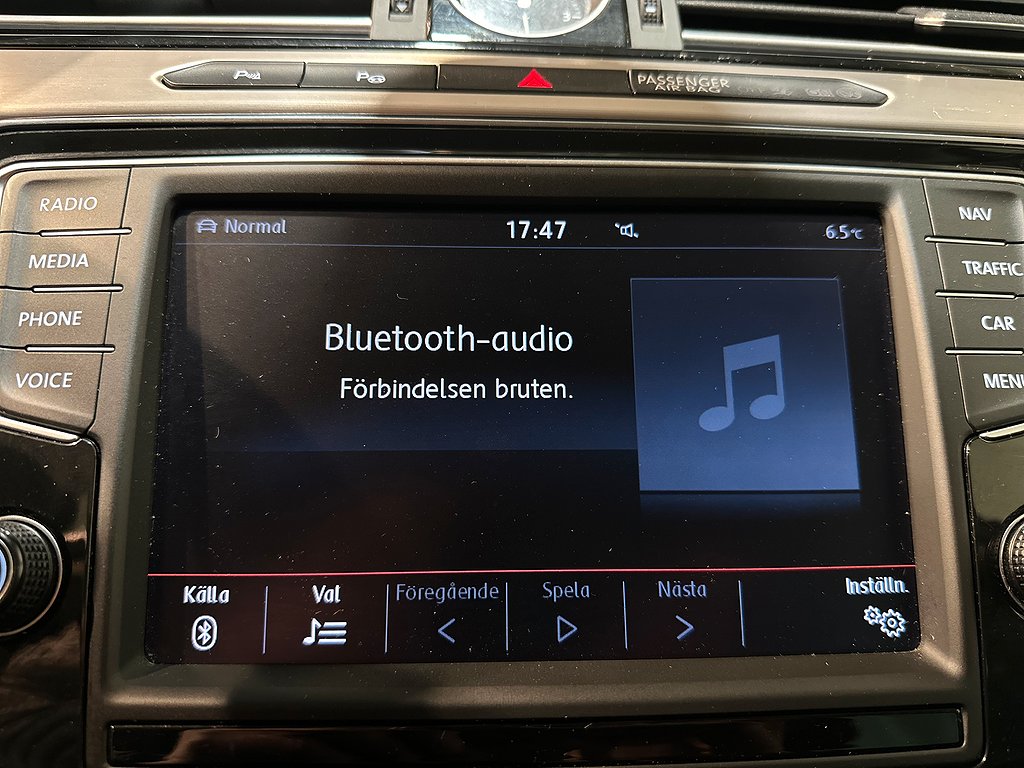 PASSENGER
AIR BAG
RADIO
MEDIA
PHONE
VOICE
Normal
17:47
6.5°C
Bluetooth-audio
Förbindelsen bruten.
Källa
Val
Föregående
Spela
Nästa
Inställn.
NAV
TRAFFIC
CAR
MENU